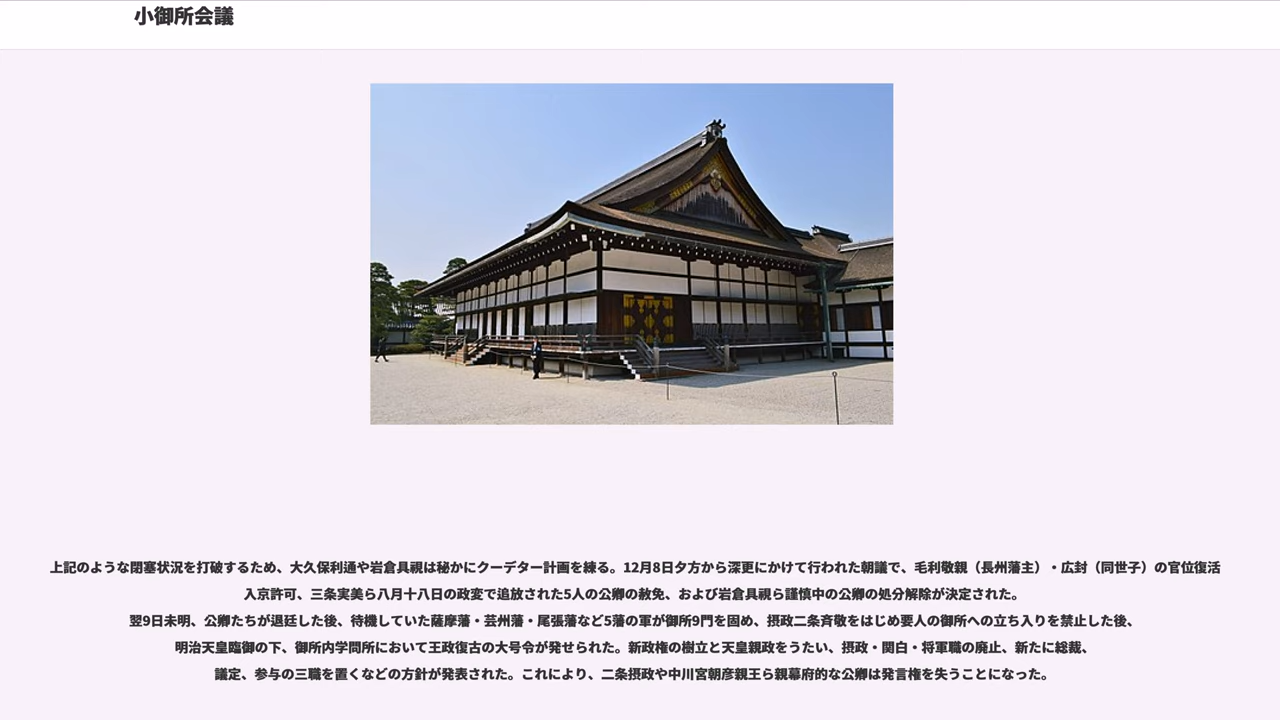 小御所会議
上記のような閉塞状況を打破するため、大久保利通や岩倉具視は秘かにクーデター計画を練る。12月8日夕方から深更にかけて行われた朝議で、毛利敬親（長州藩主）・広封（同世子）の官位復活
入京許可、三条実美ら八月十八日の政変で追放された5人の公卿の赦免、および岩倉具視ら謹慎中の公卿の処分解除が決定された。
翌9日未明、公卿たちが退廷した後、待機していた薩摩藩・芸州藩・尾張藩など5藩の軍が御所9門を固め、摂政二条斉敬をはじめ要人の御所への立ち入りを禁止した後、
明治天皇臨御の下、御所内学問所において王政復古の大号令が発せられた。新政権の樹立と天皇親政をうたい、摂政・関白・将軍職の廃止、新たに総裁、
議定、参与の三職を置くなどの方針が発表された。これにより、二条摂政や中川宮朝彦親王ら親幕府的な公卿は発言権を失うことになった。